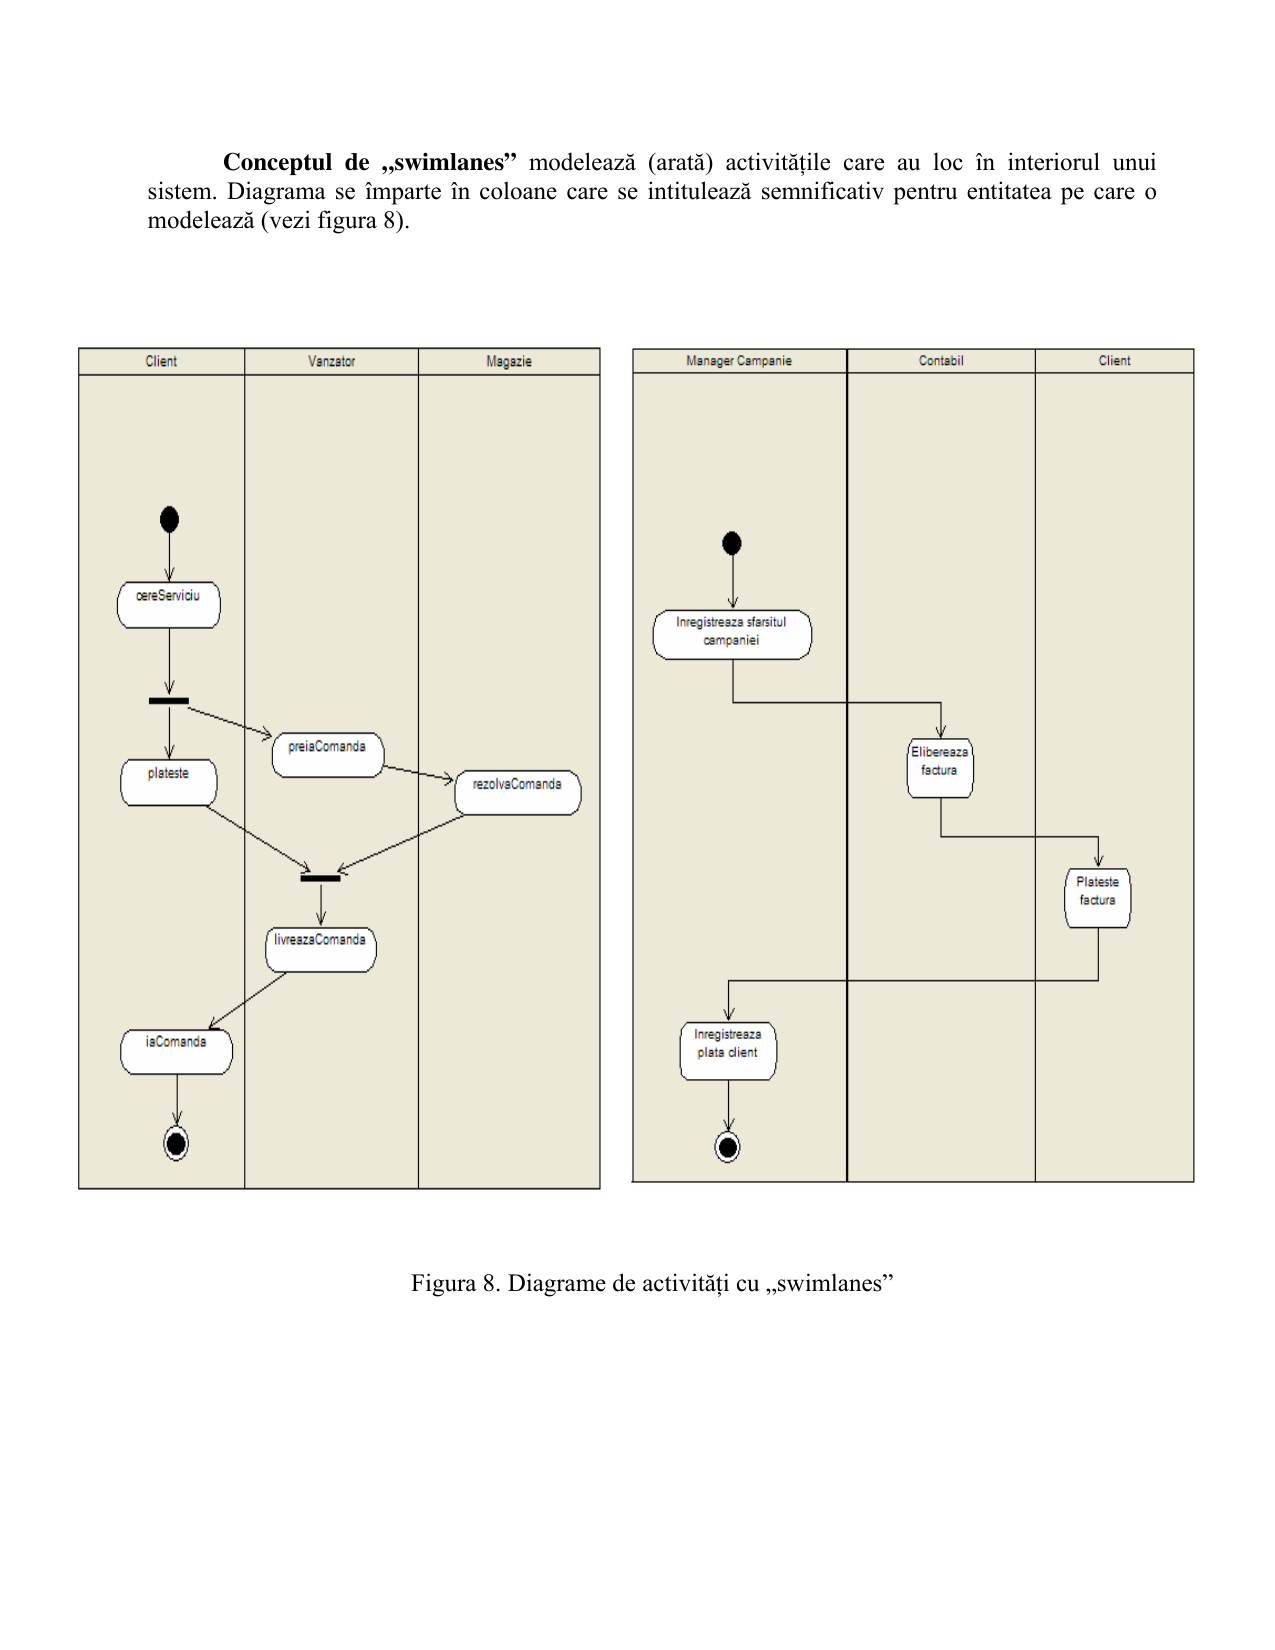 Conceptul de „swimlanes” modelează (arată) activitățile care au loc în interiorul unui
sistem. Diagrama se împarte în coloane care se intitulează semnificativ pentru entitatea pe care o
modelează (vezi figura 8).
Client
Vanzator
Magazie
cereServiciu
preiaComanda
plateste
rezolvaComanda
livreazaComanda
iaComanda
Manager Campanie
Contabil
Client
Inregistreaza sfarsitul
campaniei
Elibereaza
factura
Plateste
factura
Inregistreaza
plata client
Figura 8. Diagrame de activități cu „swimlanes”